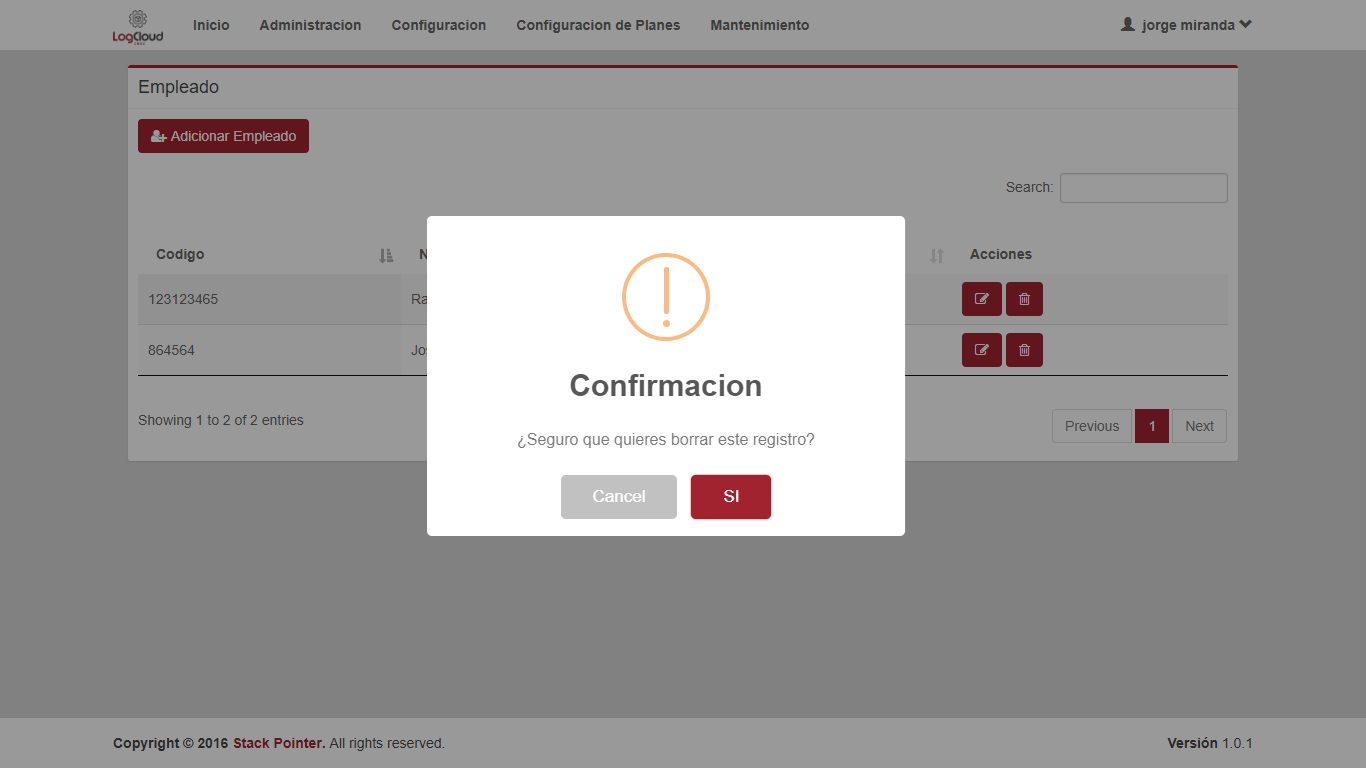 LogCloud
Inicio Administracion Configuracion Configuracion de Planes Mantenimiento jorge miranda
Empleado
Adicionar Empleado
Search:
Codigo Acciones
123123465
864564
Confirmacion
¿Seguro que quieres borrar este registro?
Cancel SI
Showing 1 to 2 of 2 entries
Previous 1 Next
Copyright © 2016 Stack Pointer. All rights reserved.
Versión 1.0.1